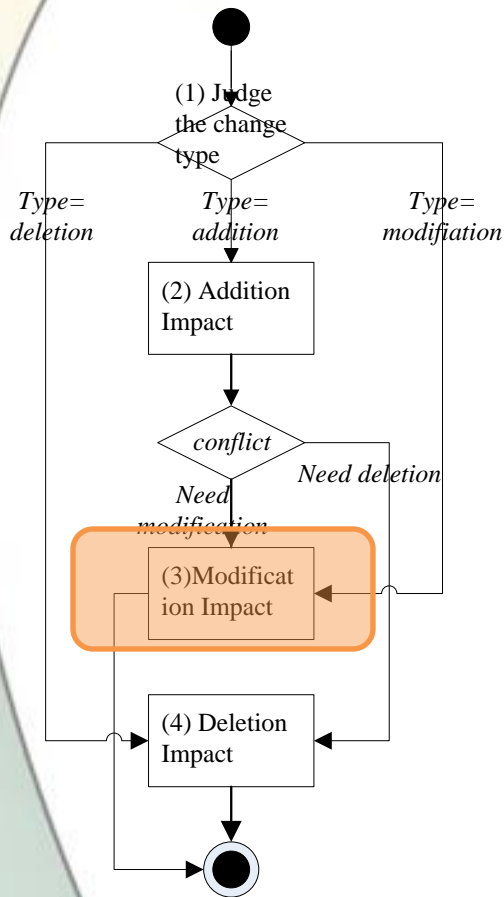 (1) Judge
the change
type
Type=
deletion
Type=
addition
Type=
modifiation
(2) Addition
Impact
conflict
Need deletion
Need
modification
(3)Modificat
ion Impact
(4) Deletion
Impact